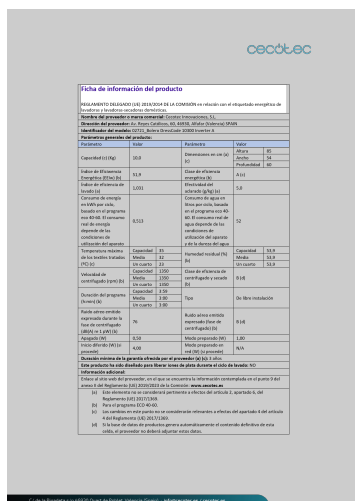 cecotec
Ficha de información del producto
REGLAMENTO DELEGADO (UE) 2019/2014 DE LA COMISIÓN en relación con el etiquetado energético de
lavadoras y lavadoras-secadoras domésticas.
Nombre del proveedor o marca comercial: Cecotec Innovaciones, S.L.
Dirección del proveedor: Av. Reyes Católicos, 60, 46910, Alfafar (Valencia) SPAIN
Identificador del modelo: 02731_Bolero DressCode 10300 Inverter A
Parámetros generales del producto:
Parámetro Valor Parámetro Valor
Capacidad (c) (Kg) 10,0 Dimensiones en cm (a) (c) Altura 85
Ancho 54
Profundidad 60
Índice de Eficiencia Energética (EEIw) (b) 51,9 Clase de eficiencia energética (b) A (c)
Índice de eficiencia de lavado (a) 1,031 Efectividad del aclarado (g/kg) (a) 5,0
Consumo de energía en kWh por ciclo, basado en el programa eco 40-60. El consumo real de energía depende de las condiciones de utilización del aparato 0,513 Consumo de agua en litros por ciclo, basado en el programa eco 40-60. El consumo real de agua depende de las condiciones de utilización del aparato y de la dureza del agua 52
Temperatura máxima de los textiles tratados (ºC) (c) Capacidad 35 Humedad residual (%) (b) Capacidad 53,9
Media 32 Media 53,9
Un cuarto 23 Un cuarto 53,9
Velocidad de centrifugado (rpm) (b) Capacidad 1350 Clase de eficiencia de centrifugado y secado (b) B (d)
Media 1350
Un cuarto 1350
Duración del programa (h:min) (b) Capacidad 3:59 Tipo De libre instalación
Media 3:00
Un cuarto 3:00
Ruido aéreo emitido expresado durante la fase de centrifugado (dB(A) re 1 pW) (b) 76 Ruido aéreo emitido expresado (fase de centrifugado) (b) B (d)
Apagado (W) 0,50 Modo preparado (W) 1,00
Inicio diferido (W) (si procede) 4,00 Modo preparado en red (W) (si procede) N/A
Duración mínima de la garantía ofrecida por el proveedor (a) (c): 3 años
Este producto ha sido diseñado para liberar iones de plata durante el ciclo de lavado: NO
Información adicional:
Enlace al sitio web del proveedor, en el que se encuentra la información contemplada en el punto 9 del
anexo II del Reglamento (UE) 2019/2023 de la Comisión: www.cecotec.es
(a) Este elemento no se considerará pertinente a efectos del artículo 2, apartado 6, del
Reglamento (UE) 2017/1369.
(b) Para el programa ECO 40-60.
(c) Los cambios en este punto no se considerarán relevantes a efectos del apartado 4 del artículo
4 del Reglamento (UE) 2017/1369.
(d) Si la base de datos de productos genera automáticamente el contenido definitivo de esta
celda, el proveedor no deberá ajustar estos datos.